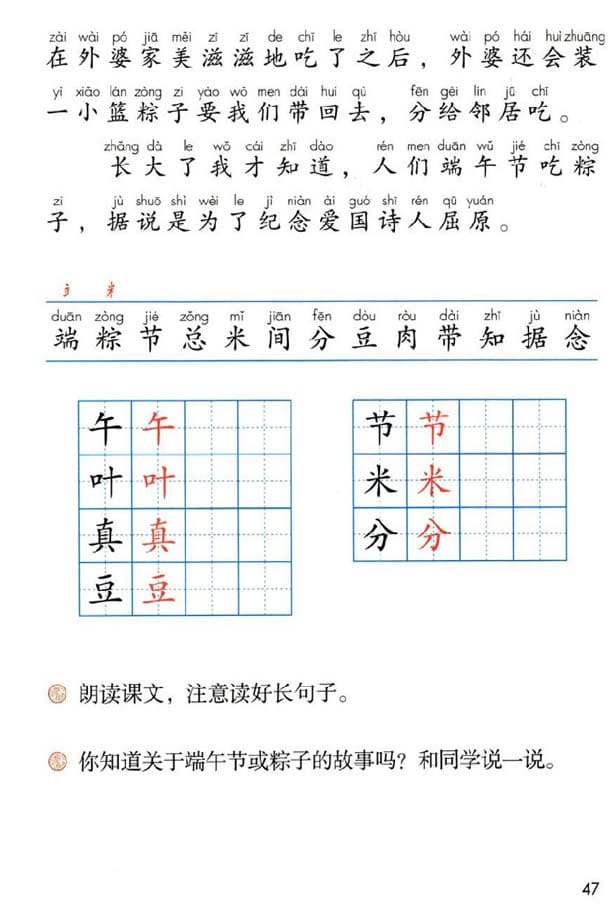 zài wài pó jiā měi zī zī de chī le zhī hòu wài pó hái huì zhuāng
在外婆家美滋滋地吃了之后，外婆还会装
yì xiǎo lán zòng zi yào wǒ men dài huí qù fēn gěi lín jū chī
一小篮粽子要我们带回去，分给邻居吃。
zhǎng dà le wǒ cái zhī dào rén men duān wǔ jié chī zòng
长大了我才知道，人们端午节吃粽
zi jù shuō shì wèi le jì niàn ài guó shī rén qū yuán
子，据说是为了纪念爱国诗人屈原。
立 米
duān zòng jié zǒng mǐ jiān fēn dòu ròu dài zhī jù niàn
端粽节总米间分豆肉带知据念
午 午 节 节
叶 叶 米 米
真 真 分 分
豆 豆
朗读课文，注意读好长句子。
你知道关于端午节或粽子的故事吗？和同学说一说。
47